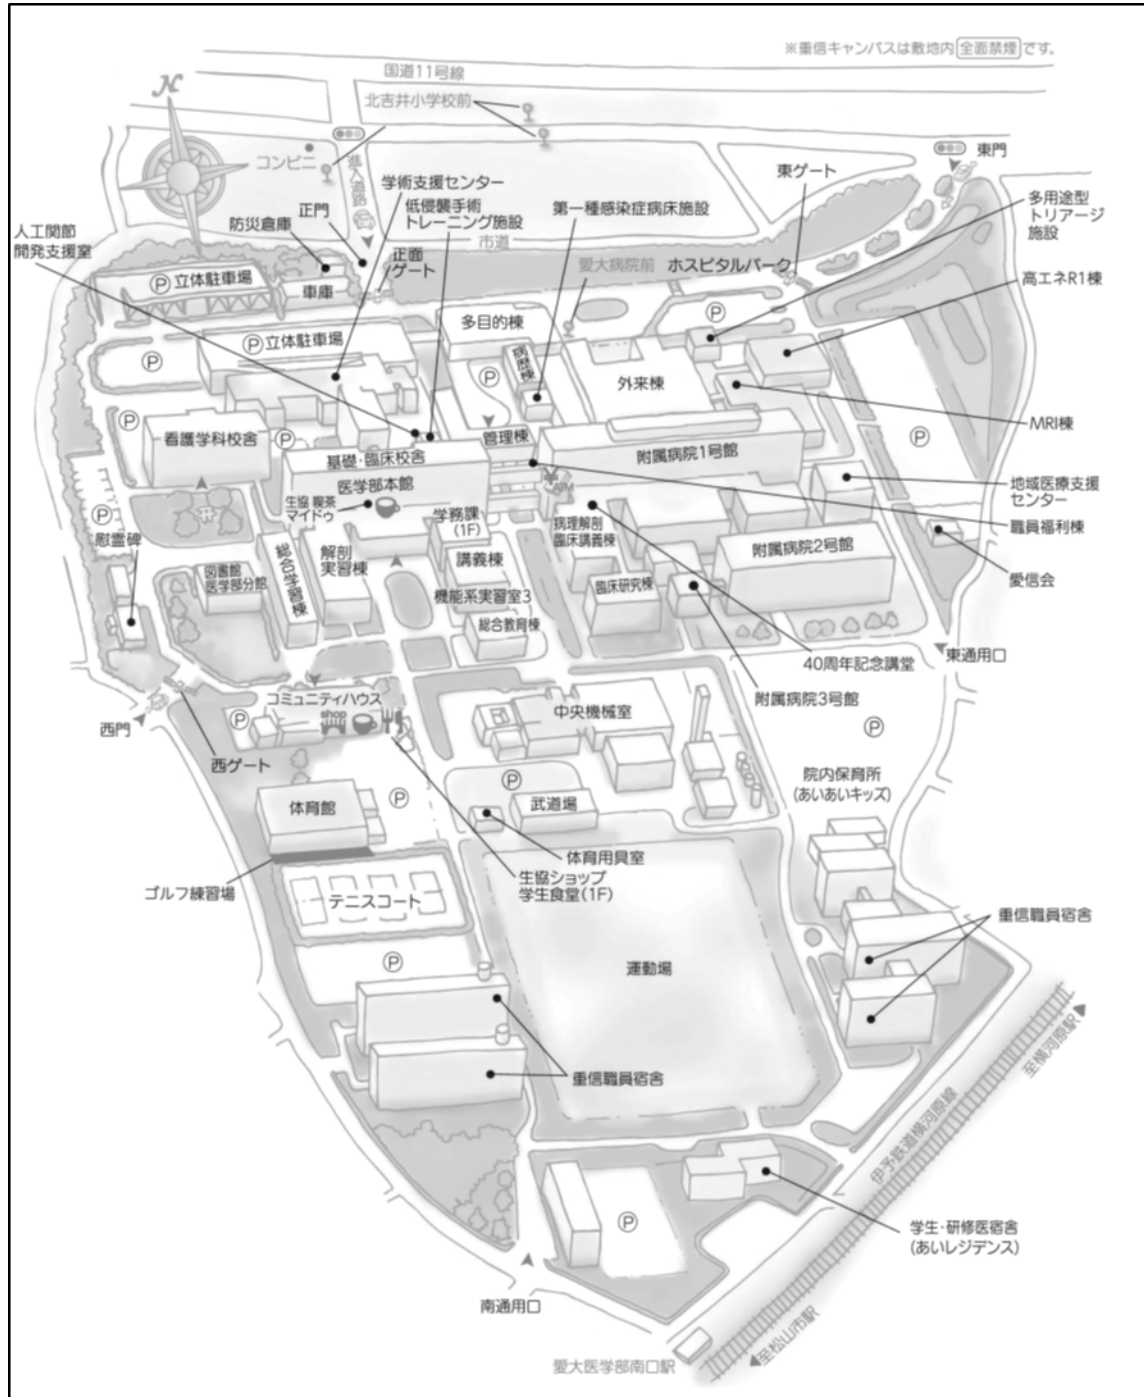 ※重信キャンパスは敷地内全面禁煙です。
国道11号線
N
北吉井小学校前
コンビニ
進入道路
東門
学術支援センター
東ゲート
正門
低侵襲手術
トレーニング施設
第一種感染症病床施設
多用途型
トリアージ
施設
防災倉庫
人工関節
開発支援室
市道
正面
ゲート
愛大病院前
ホスピタルパーク
高エネR1棟
P
立体駐車場
車庫
P
多目的棟
P
立体駐車場
病歴棟
P
P
外来棟
P
MRI棟
看護学科校舎
P
管理棟
P
基礎・臨床校舎
附属病院1号館
医学部本館
ATM
地域医療支援
センター
生協 喫茶
マイドゥ
P
学務課
(1F)
病理解剖
臨床講義棟
職員福利棟
慰霊碑
総合学習棟
解剖
実習棟
講義棟
附属病院2号館
図書館
医学部分館
愛信会
機能系実習室3
臨床研究棟
総合教育棟
東通用口
40周年記念講堂
コミュニティハウス
shop
附属病院3号館
P
中央機械室
西門
P
西ゲート
P
院内保育所
(あいあいキッズ)
体育館
P
武道場
体育用具室
生協ショップ
学生食堂(1F)
ゴルフ練習場
テニスコート
重信職員宿舎
P
運動場
至横河原駅
重信職員宿舎
伊予鉄道横河原線
P
学生・研修医宿舎
(あいレジデンス)
南通用口
至松山市駅
愛大医学部南口駅